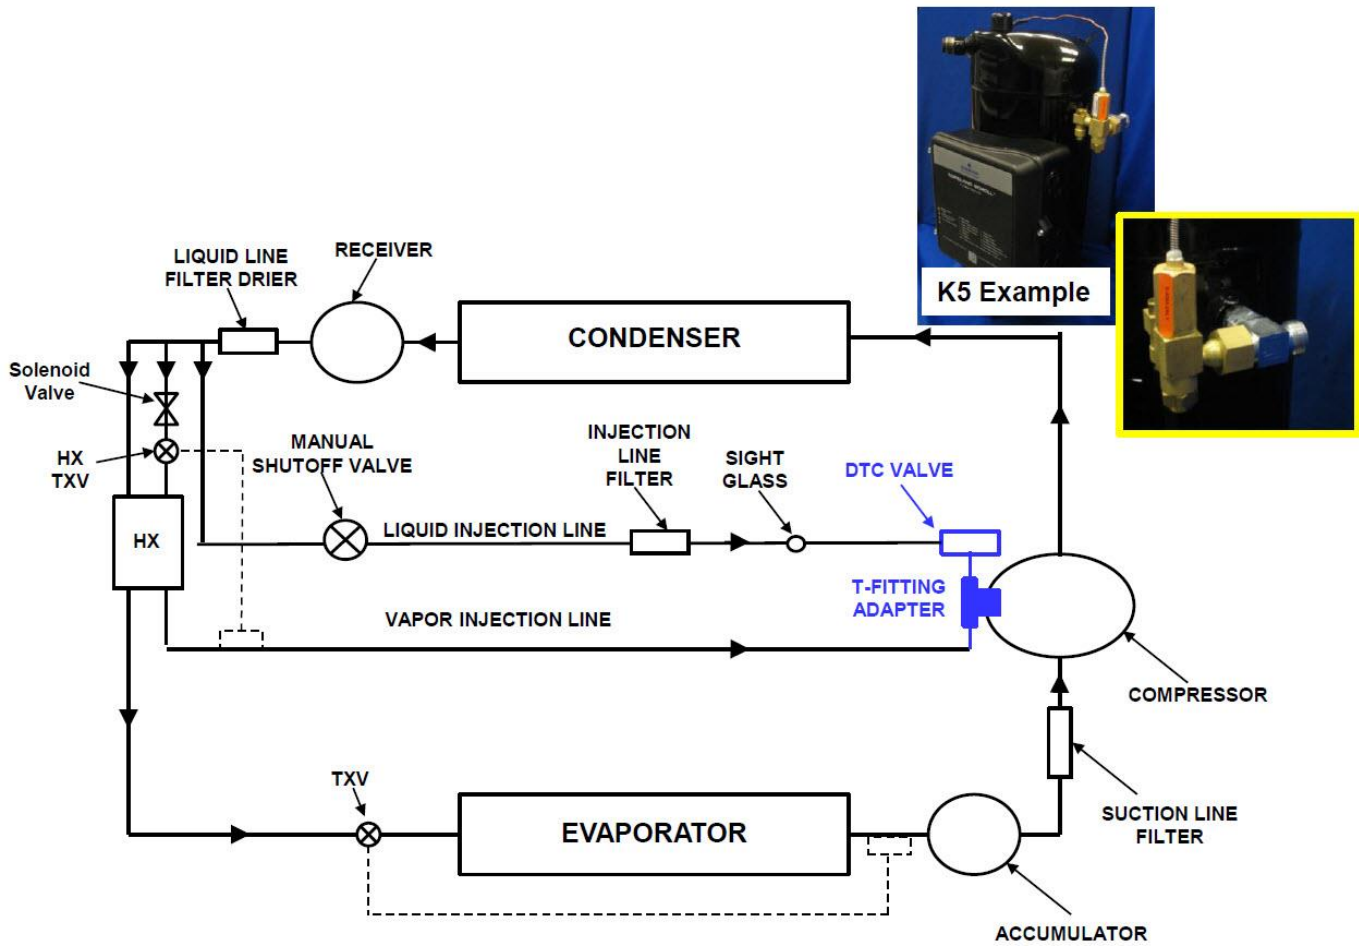 K5 Example
RECEIVER
LIQUID LINE
FILTER DRIER
CONDENSER
Solenoid
Valve
HX
TXV
MANUAL
SHUTOFF VALVE
INJECTION
LINE
FILTER
SIGHT
GLASS
DTC VALVE
LIQUID INJECTION LINE
HX
T-FITTING
ADAPTER
VAPOR INJECTION LINE
COMPRESSOR
TXV
EVAPORATOR
SUCTION LINE
FILTER
ACCUMULATOR